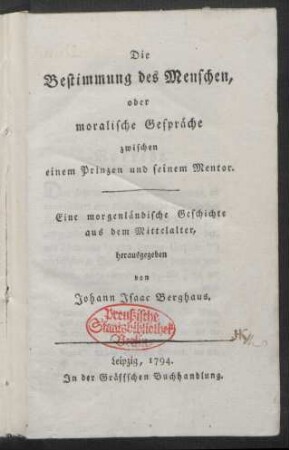 Die
Bestimmung des Menschen,
oder
moralische Gespräche
zwischen
einem Prinzen und seinem Mentor.
Eine morgenländische Geschichte
aus dem Mittelalter,
herausgegeben
von
Johann Isaac Berghaus.
Preußische
Staatsbibliothek
Berlin
Leipzig, 1794.
In der Gräffschen Buchhandlung.